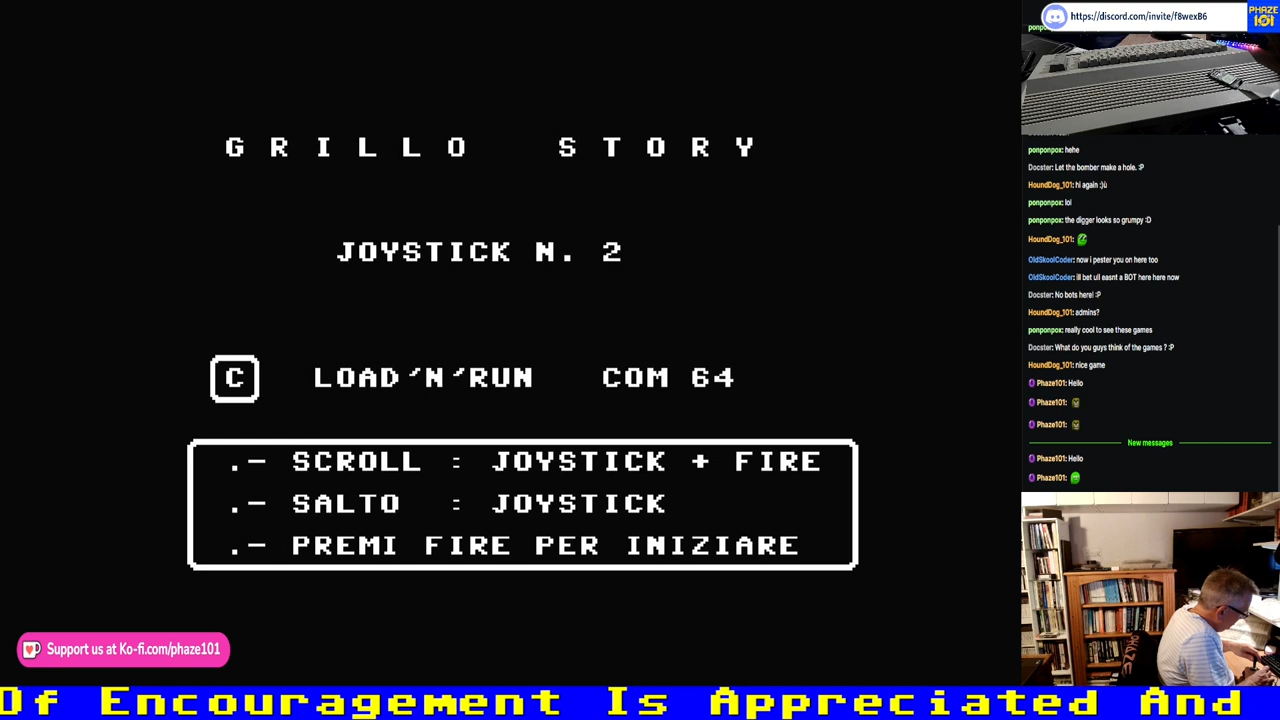 https://discord.com/invite/f8wexB6
PHAZE
101
G R I L L O   S T O R Y
JOYSTICK N. 2
C LOAD'N'RUN COM 64
.- SCROLL : JOYSTICK + FIRE
.- SALTO : JOYSTICK
.- PREMI FIRE PER INIZIARE
Support us at Ko-fi.com/phaze101
Of Encouragement Is Appreciated And
ponponpox: hehe
Docster: Let the bomber make a hole. :P
HoundDog_101: hi again :)ù
ponponpox: lol
ponponpox: the digger looks so grumpy :D
HoundDog_101:
OldSkoolCoder: now i pester you on here too
OldSkoolCoder: ill bet ull easnt a BOT here here now
Docster: No bots here! :P
HoundDog_101: admins?
ponponpox: really cool to see these games
Docster: What do you guys think of the games ? :P
HoundDog_101: nice game
Phaze101: Hello
Phaze101:
Phaze101:
New messages
Phaze101: Hello
Phaze101: